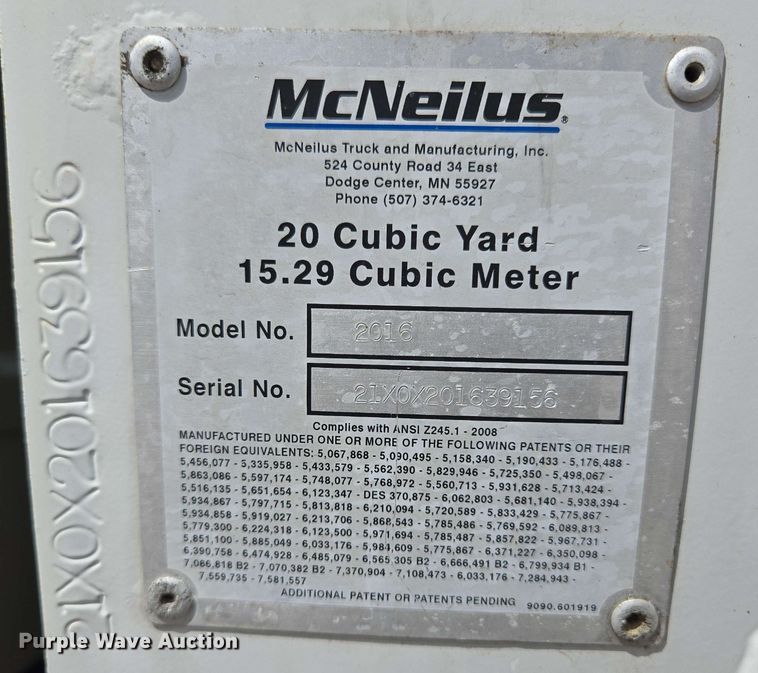 McNeilus®
McNeilus Truck and Manufacturing, Inc.
524 County Road 34 East
Dodge Center, MN 55927
Phone (507) 374-6321
20 Cubic Yard
15.29 Cubic Meter
Model No. 2016
Serial No. 21X0X201639156
Complies with ANSI Z245.1 - 2008
MANUFACTURED UNDER ONE OR MORE OF THE FOLLOWING PATENTS OR THEIR
FOREIGN EQUIVALENTS: 5,067,868 - 5,090,495 - 5,158,340 - 5,190,433 - 5,176,488 -
5,456,077 - 5,335,958 - 5,433,579 - 5,562,390 - 5,829,946 - 5,725,350 - 5,498,067 -
5,863,086 - 5,597,174 - 5,748,077 - 5,768,972 - 5,560,713 - 5,931,628 - 5,713,424 -
5,516,135 - 5,651,654 - 6,123,347 - DES 370,875 - 6,062,803 - 5,681,140 - 5,938,394 -
5,934,867 - 5,797,715 - 5,813,818 - 6,210,094 - 5,720,589 - 5,833,429 - 5,775,867 -
5,934,858 - 5,919,027 - 6,213,706 - 5,868,543 - 5,785,486 - 5,769,592 - 6,089,813 -
5,779,300 - 6,224,318 - 6,123,500 - 5,971,694 - 5,785,487 - 5,857,822 - 5,967,731 -
5,851,100 - 5,885,049 - 6,033,176 - 5,984,609 - 5,775,867 - 6,371,227 - 6,350,098 -
6,390,758 - 6,474,928 - 6,485,079 - 6,565,305 B2 - 6,666,491 B2 - 6,799,934 B1 -
7,086,818 B2 - 7,070,382 B2 - 7,370,904 - 7,108,473 - 6,033,176 - 7,284,943 -
7,559,735 - 7,581,557
ADDITIONAL PATENT OR PATENTS PENDING 9090.601919
21X0X201639156
Purple Wave Auction